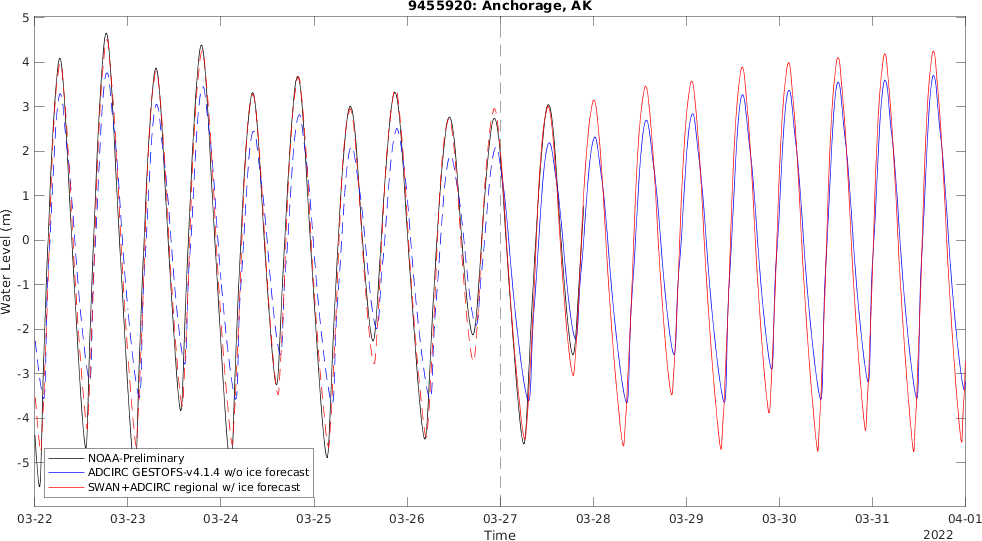 9455920: Anchorage, AK
5
4
3
2
1
0
-1
-2
-3
-4
-5
Water Level (m)
NOAA-Preliminary
ADCIRC GESTOFS-v4.1.4 w/o ice forecast
SWAN+ADCIRC regional w/ ice forecast
03-22 03-23 03-24 03-25 03-26 03-27 03-28 03-29 03-30 03-31 04-01
Time
2022